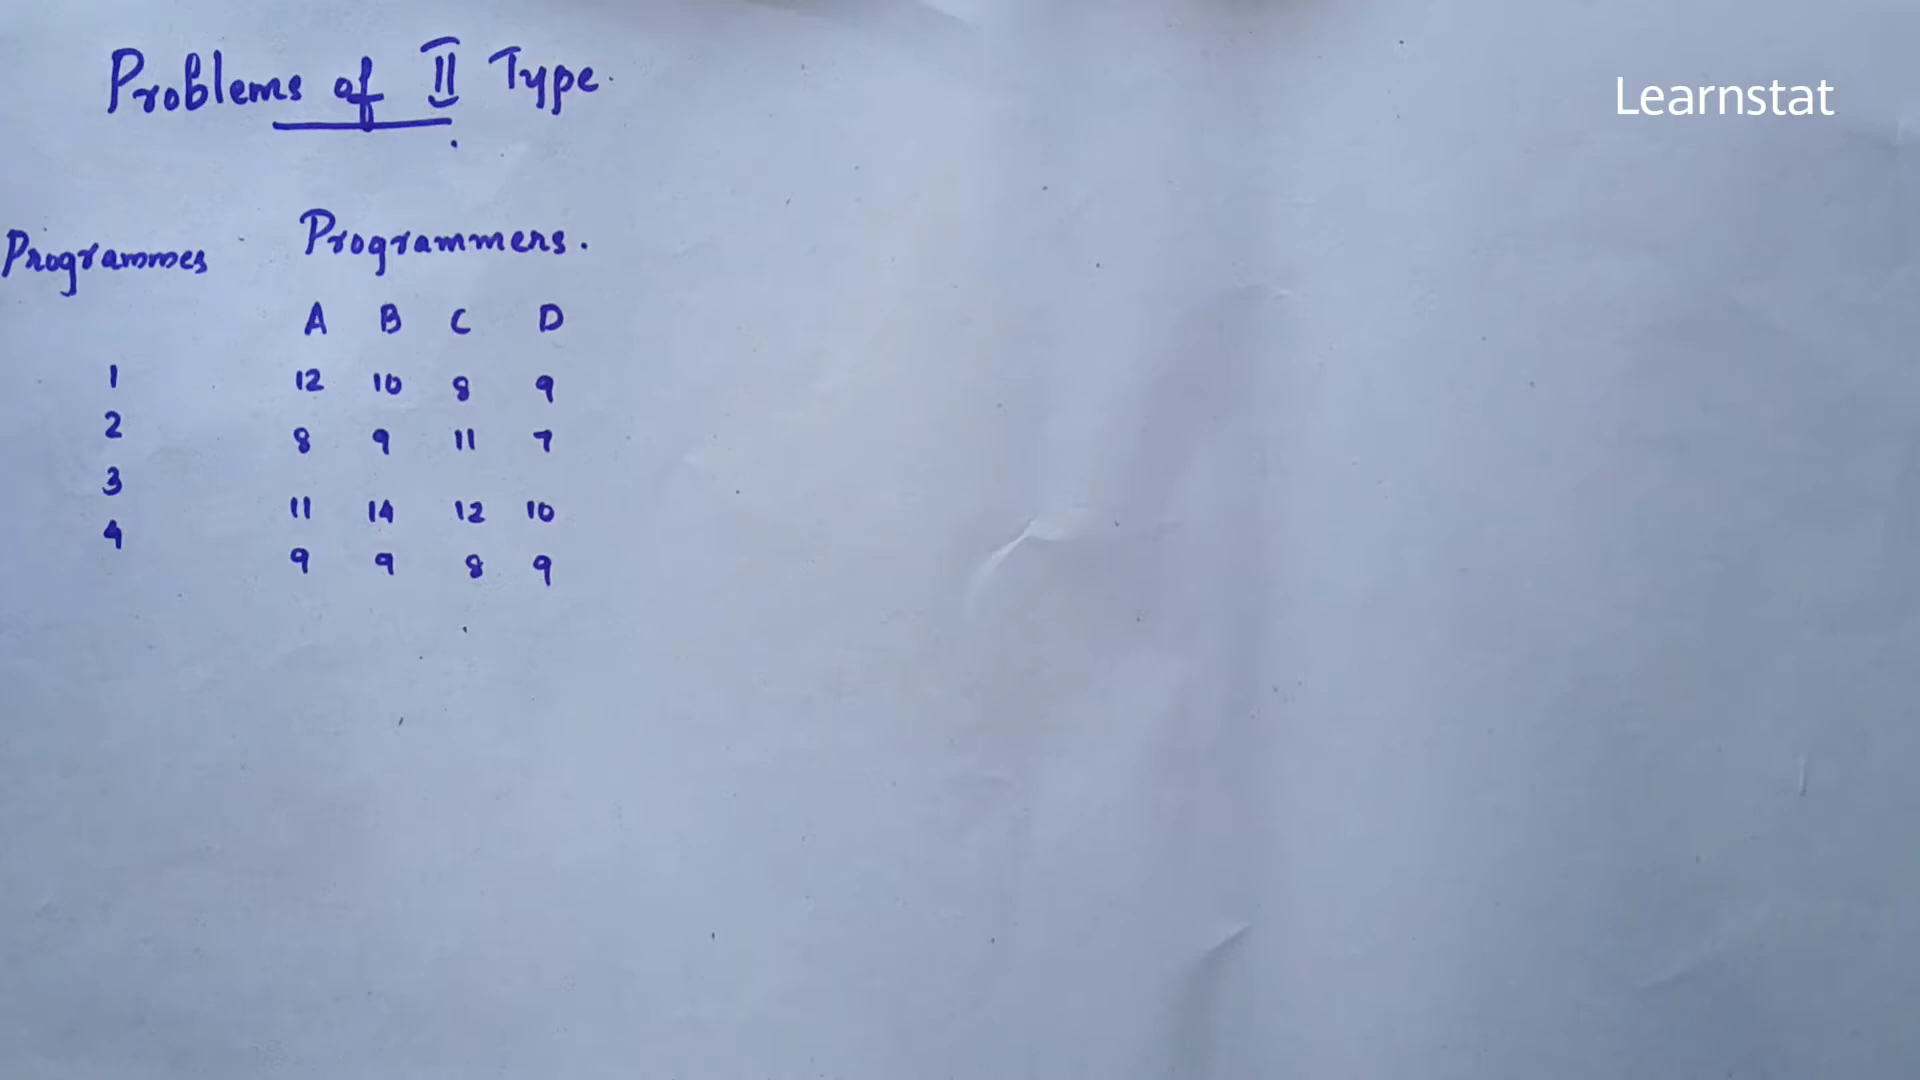 Problems of II Type.
Learnstat
Programmes Programmers.
A B C D
1 12 10 8 9
2 8 9 11 7
3 11 14 12 10
4 9 9 8 9